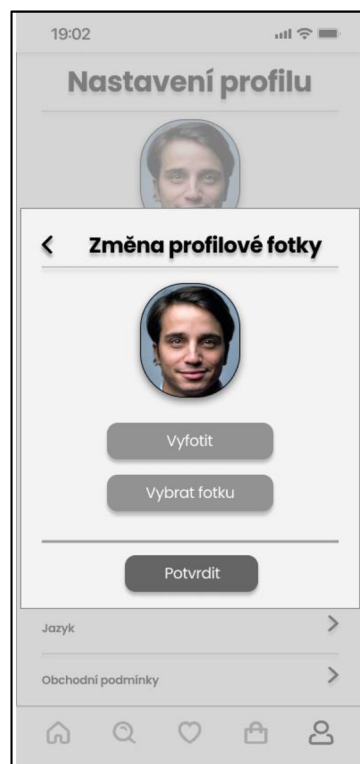 19:02
Nastavení profilu
Změna profilové fotky
Vyfotit
Vybrat fotku
Potvrdit
Jazyk
Obchodní podmínky